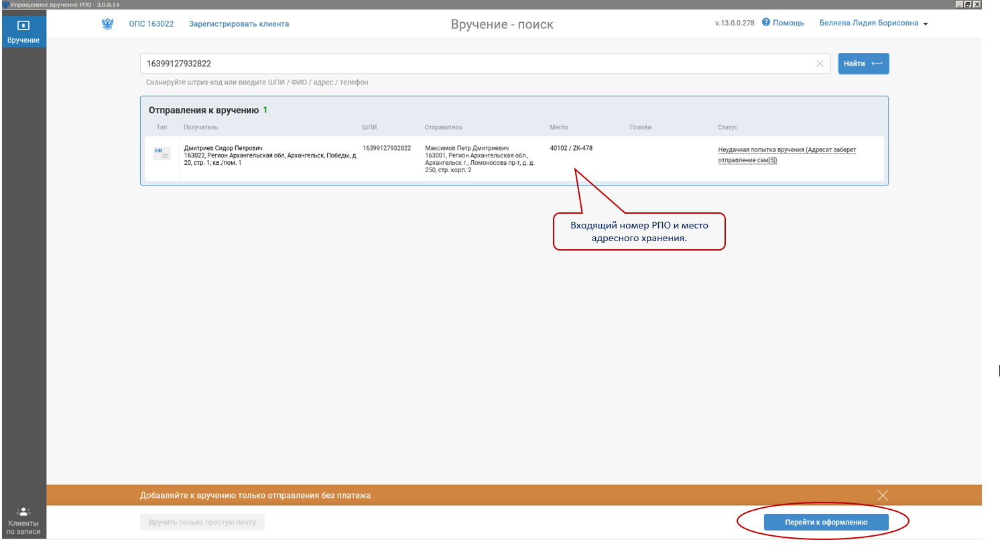 Упрощенное вручение РПО - 3.0.0.14
Вручение
ОПС 163022
Зарегистрировать клиента
Вручение - поиск
v.13.0.0.278
Помощь
Беляева Лидия Борисовна
16399127932822
Найти
Сканируйте штрих-код или введите ШПИ / ФИО / адрес / телефон
Отправления к вручению 1
Тип Получатель ШПИ Отправитель Место Платёж Статус
Дмитриев Сидор Петрович
163022, Регион Архангельская обл, Архангельск, Победы, д.
20, стр. 1, кв./пом. 1
16399127932822
Максимов Петр Дмитриевич
163001, Регион Архангельская обл.,
Архангельск г., Ломоносова пр-т, д. д.
250, стр. корп. 2
40102 / ZK-478
Неудачная попытка вручения (Адресат заберет
отправление сам[5])
Входящий номер РПО и место
адресного хранения.
Добавляйте к вручению только отправления без платежа
Клиенты
по записи
Вручить только простую почту
Перейти к оформлению